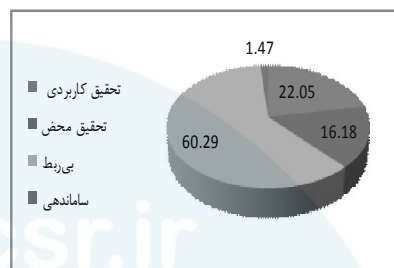 1.47
22.05
16.18
60.29
تحقیق کاربردی
تحقیق محض
بی‌ربط
ساماندهی
csr.ir